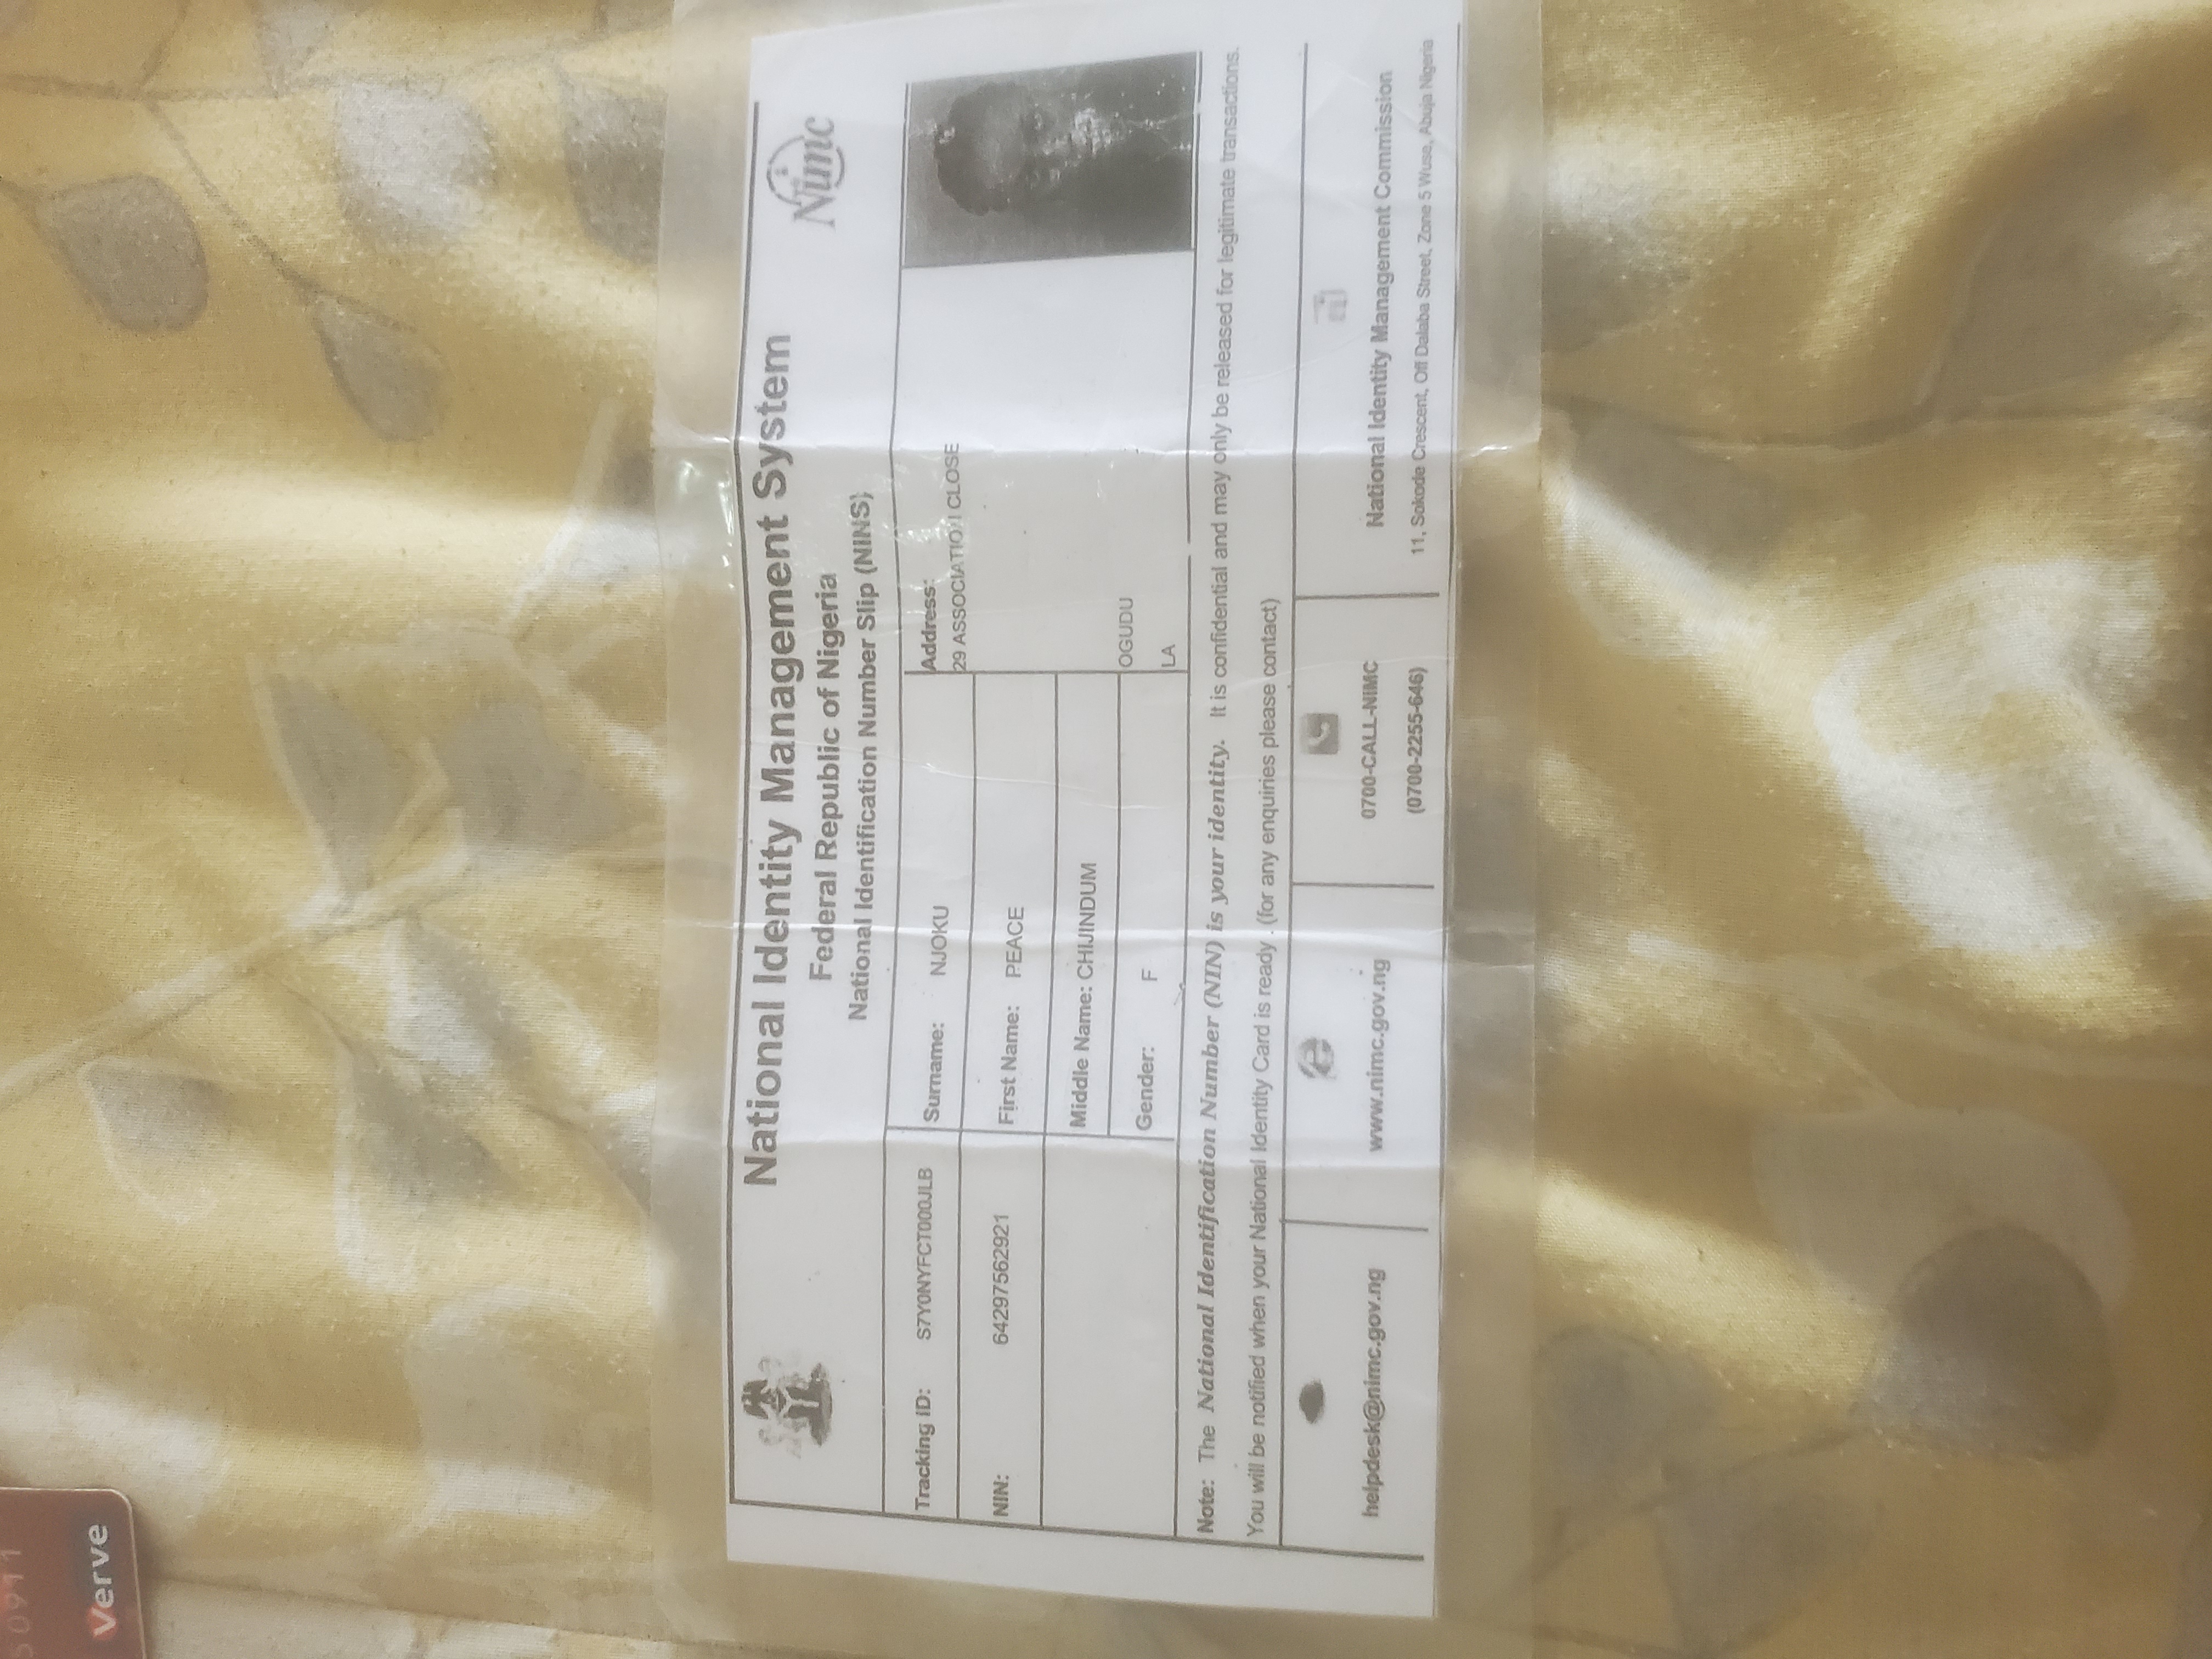 50911
verve
National Identity Management System
Federal Republic of Nigeria
National Identification Number Slip (NINS)
Nimc
Tracking ID: S7Y0NYFCT000JLB
Surname: NJOKU
Address:
29 ASSOCIATION CLOSE
NIN: 64297562921
First Name: PEACE
Middle Name: CHIJINDUM
OGUDU
Gender: F
LA
Note: The National Identification Number (NIN) is your identity. It is confidential and may only be released for legitimate transactions.
You will be notified when your National Identity Card is ready . (for any enquiries please contact)
helpdesk@nimc.gov.ng
www.nimc.gov.ng
0700-CALL-NIMC
(0700-2255-646)
National Identity Management Commission
11, Sokode Crescent, Off Dalaba Street, Zone 5 Wuse, Abuja Nigeria